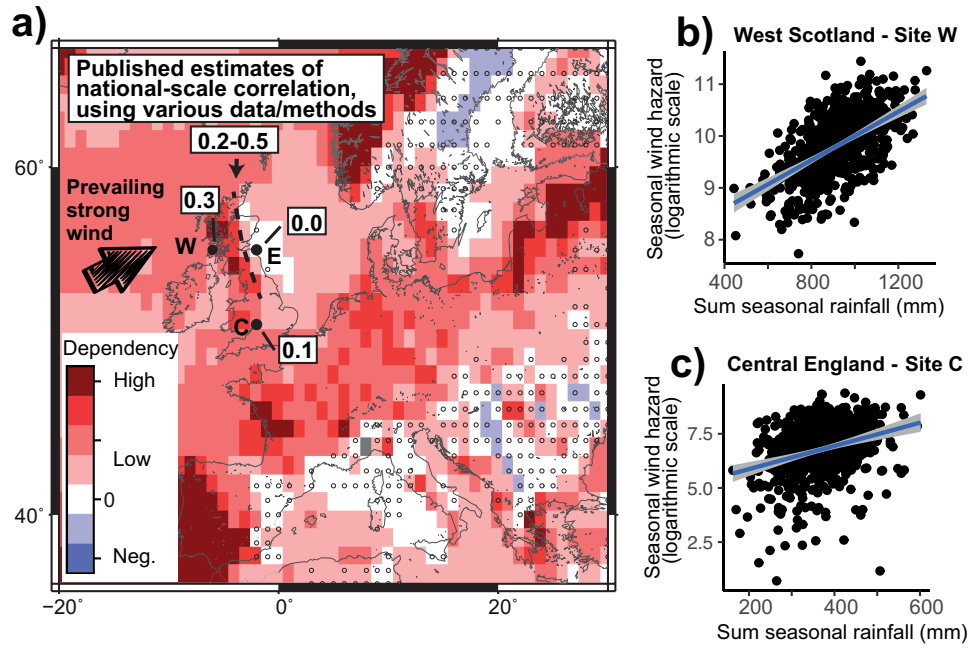 a)
Published estimates of
national-scale correlation,
using various data/methods
0.2-0.5
60°
Prevailing
strong
wind
0.3
0.0
W
E
C
0.1
Dependency
High
Low
0
Neg.
40°
−20°
0°
20°
b)
West Scotland - Site W
Seasonal wind hazard
(logarithmic scale)
11
10
9
8
400
800
1200
Sum seasonal rainfall (mm)
c)
Central England - Site C
Seasonal wind hazard
(logarithmic scale)
7.5
5.0
2.5
200
300
400
600
Sum seasonal rainfall (mm)